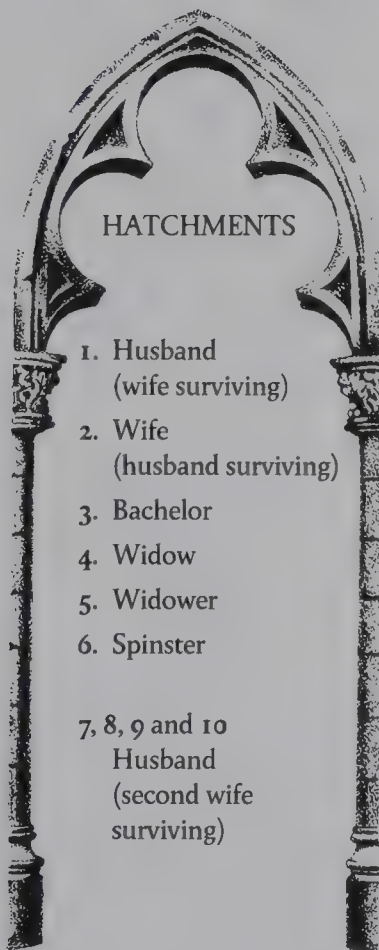 HATCHMENTS
1. Husband
(wife surviving)
2. Wife
(husband surviving)
3. Bachelor
4. Widow
5. Widower
6. Spinster
7, 8, 9 and 10
Husband
(second wife
surviving)